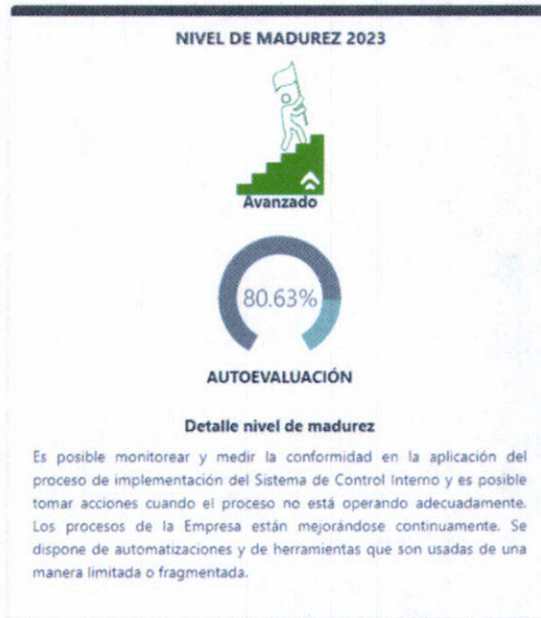 NIVEL DE MADUREZ 2023
Avanzado
80.63%
AUTOEVALUACIÓN
Detalle nivel de madurez
Es posible monitorear y medir la conformidad en la aplicación del
proceso de implementación del Sistema de Control Interno y es posible
tomar acciones cuando el proceso no está operando adecuadamente.
Los procesos de la Empresa están mejorándose continuamente. Se
dispone de automatizaciones y de herramientas que son usadas de una
manera limitada o fragmentada.